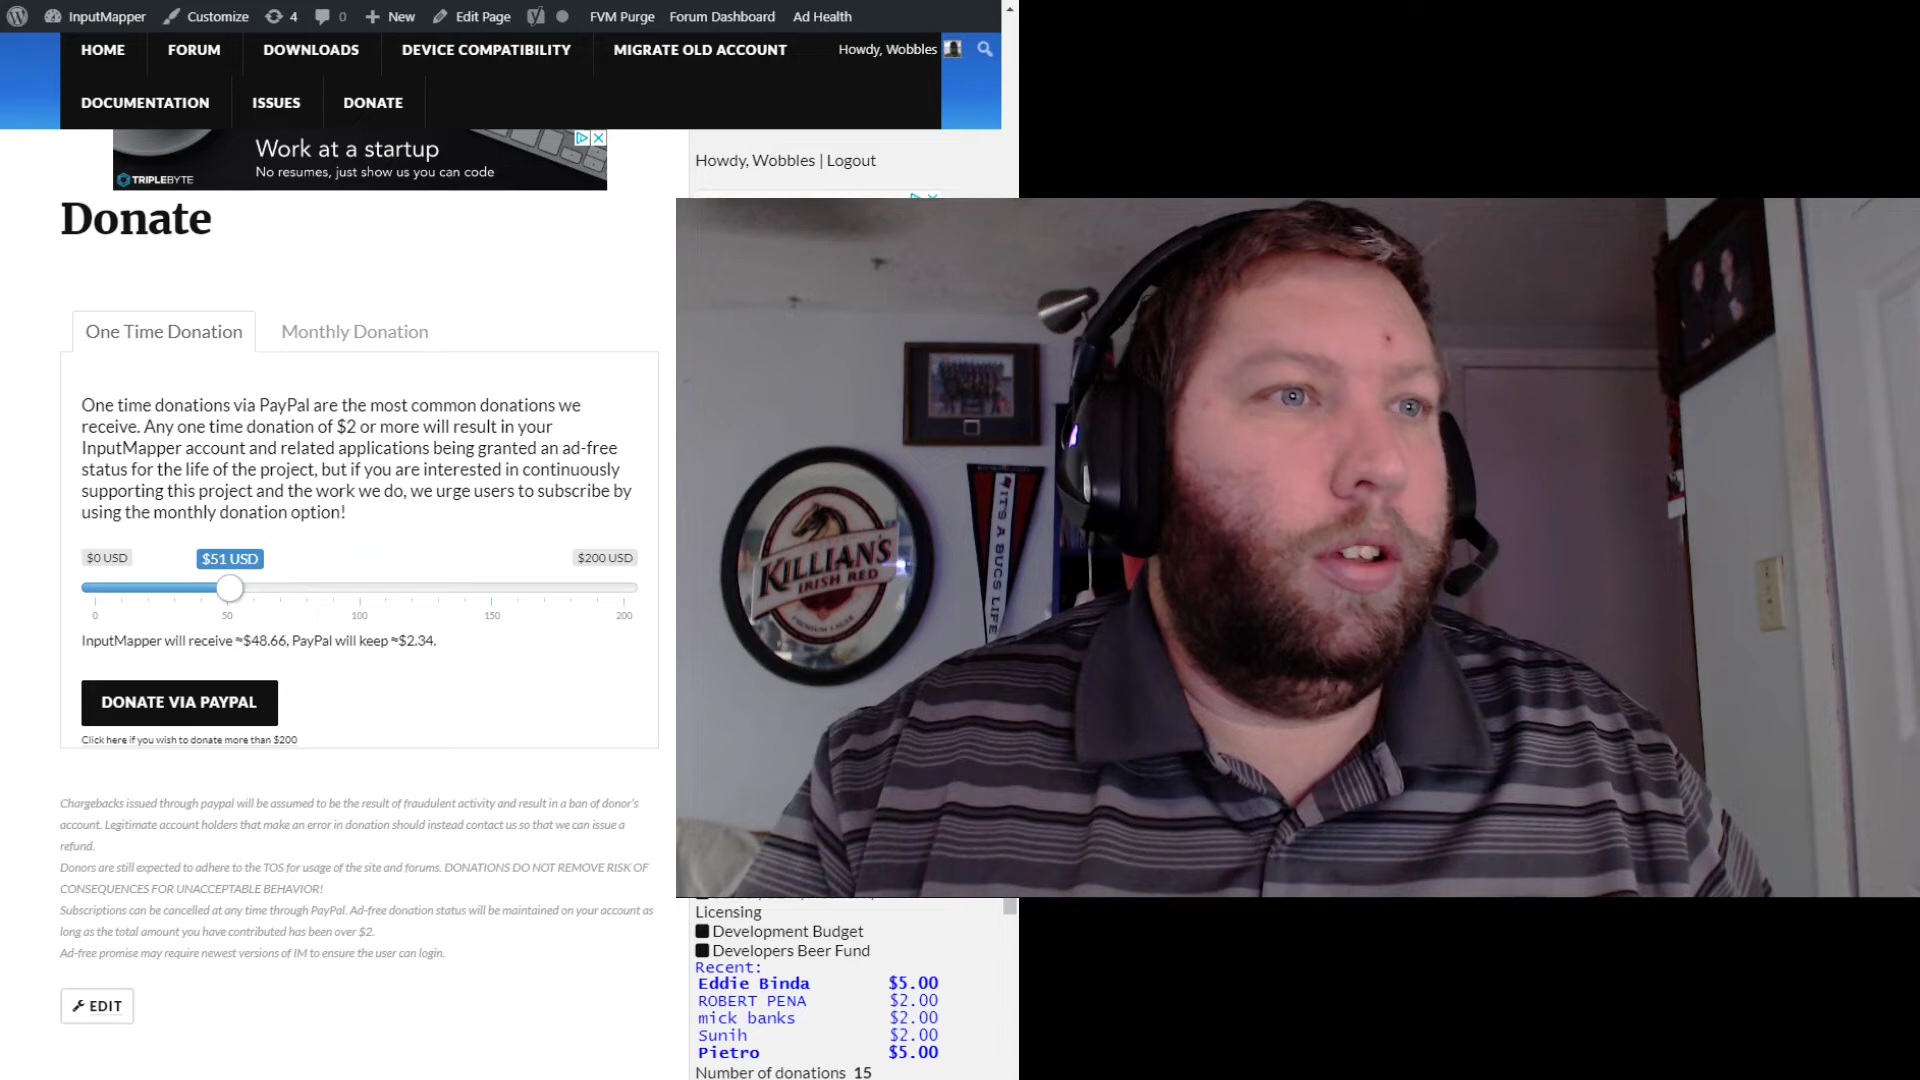 InputMapper Customize 4 0 New Edit Page FVM Purge Forum Dashboard Ad Health
HOME FORUM DOWNLOADS DEVICE COMPATIBILITY MIGRATE OLD ACCOUNT Howdy, Wobbles
DOCUMENTATION ISSUES DONATE
Work at a startup
No resumes, just show us you can code
TRIPLEBYTE
Howdy, Wobbles | Logout
Donate
One Time Donation Monthly Donation
One time donations via PayPal are the most common donations we
receive. Any one time donation of $2 or more will result in your
InputMapper account and related applications being granted an ad-free
status for the life of the project, but if you are interested in continuously
supporting this project and the work we do, we urge users to subscribe by
using the monthly donation option!
$0 USD $51 USD $200 USD
0 50 100 150 200
InputMapper will receive ≈$48.66, PayPal will keep ≈$2.34.
DONATE VIA PAYPAL
Click here if you wish to donate more than $200
Chargebacks issued through paypal will be assumed to be the result of fraudulent activity and result in a ban of donor's
account. Legitimate account holders that make an error in donation should instead contact us so that we can issue a
refund.
Donors are still expected to adhere to the TOS for usage of the site and forums. DONATIONS DO NOT REMOVE RISK OF
CONSEQUENCES FOR UNACCEPTABLE BEHAVIOR!
Subscriptions can be cancelled at any time through PayPal. Ad-free donation status will be maintained on your account as
long as the total amount you have contributed has been over $2.
Ad-free promise may require newest versions of IM to ensure the user can login.
EDIT
KILLIAN'S
IRISH RED
PREMIUM LAGER
IT'S A BUCS LIFE
Licensing
Development Budget
Developers Beer Fund
Recent:
Eddie Binda $5.00
ROBERT PENA $2.00
mick banks $2.00
Sunih $2.00
Pietro $5.00
Number of donations 15